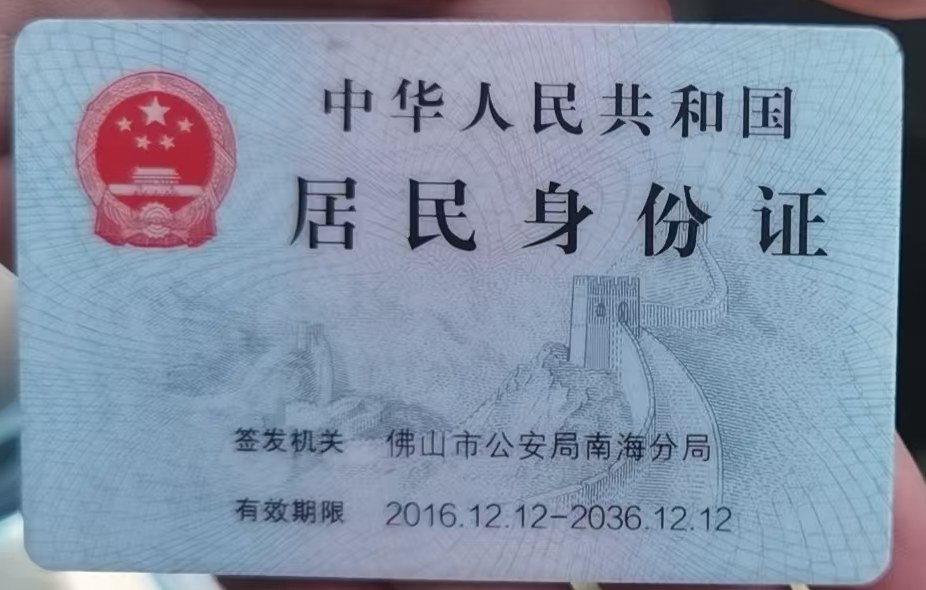 中华人民共和国
居民身份证
签发机关 佛山市公安局南海分局
有效期限 2016.12.12-2036.12.12